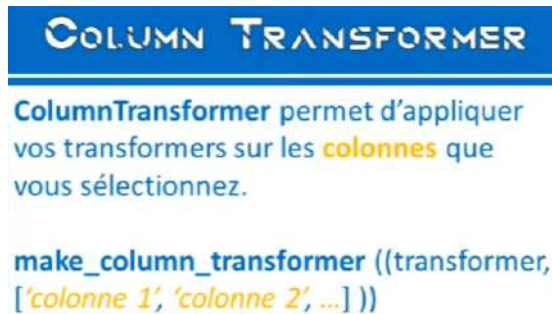 COLUMN TRANSFORMER
ColumnTransformer permet d'appliquer
vos transformers sur les colonnes que
vous sélectionnez.
make_column_transformer ((transformer,
['colonne 1', 'colonne 2', ...] ))